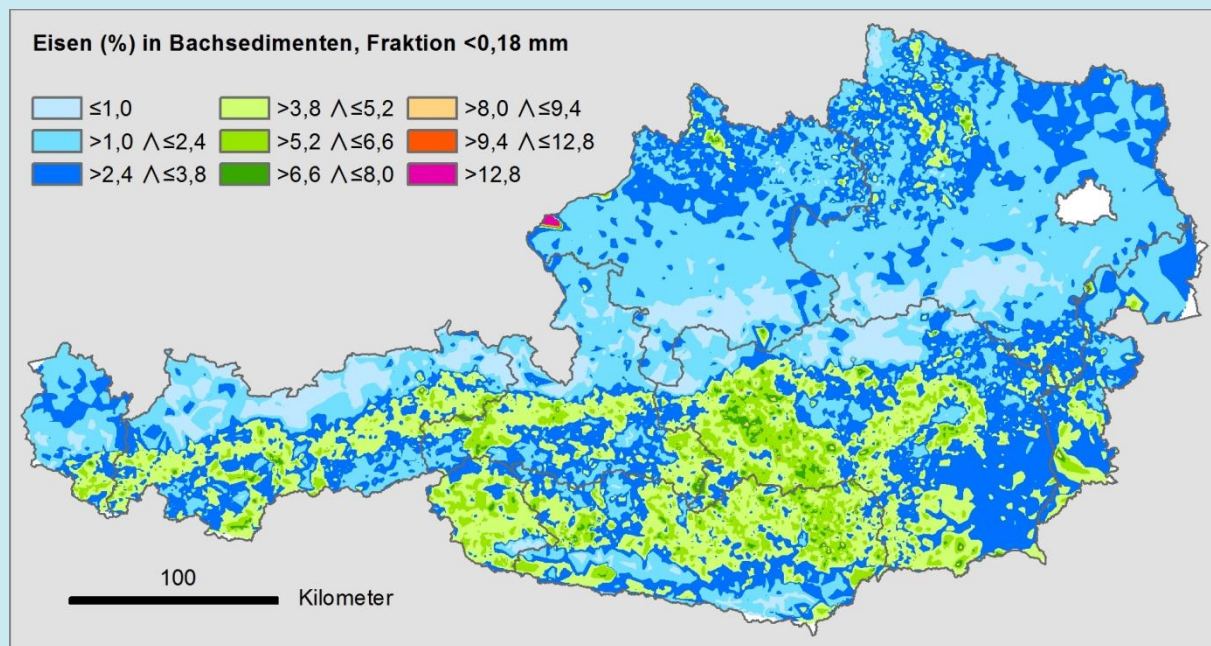 Eisen (%) in Bachsedimenten, Fraktion <0,18 mm
≤1,0
>1,0 ⋀ ≤2,4
>2,4 ⋀ ≤3,8
>3,8 ⋀ ≤5,2
>5,2 ⋀ ≤6,6
>6,6 ⋀ ≤8,0
>8,0 ⋀ ≤9,4
>9,4 ⋀ ≤12,8
>12,8
100
Kilometer